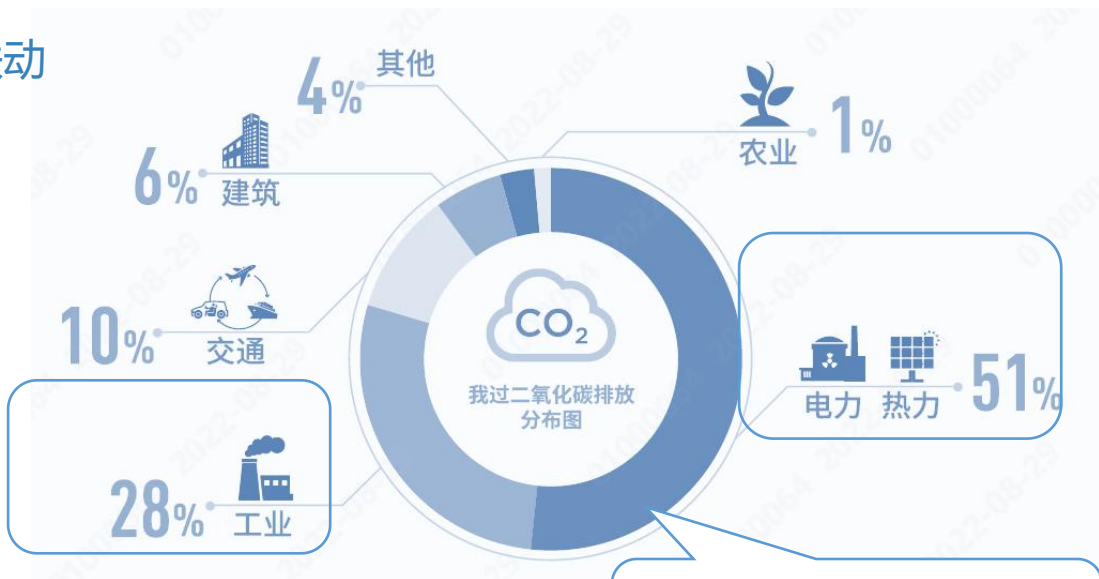 动
4% 其他
6% 建筑
10% 交通
28% 工业
农业 1%
电力 热力 51%
CO₂
我过二氧化碳排放
分布图